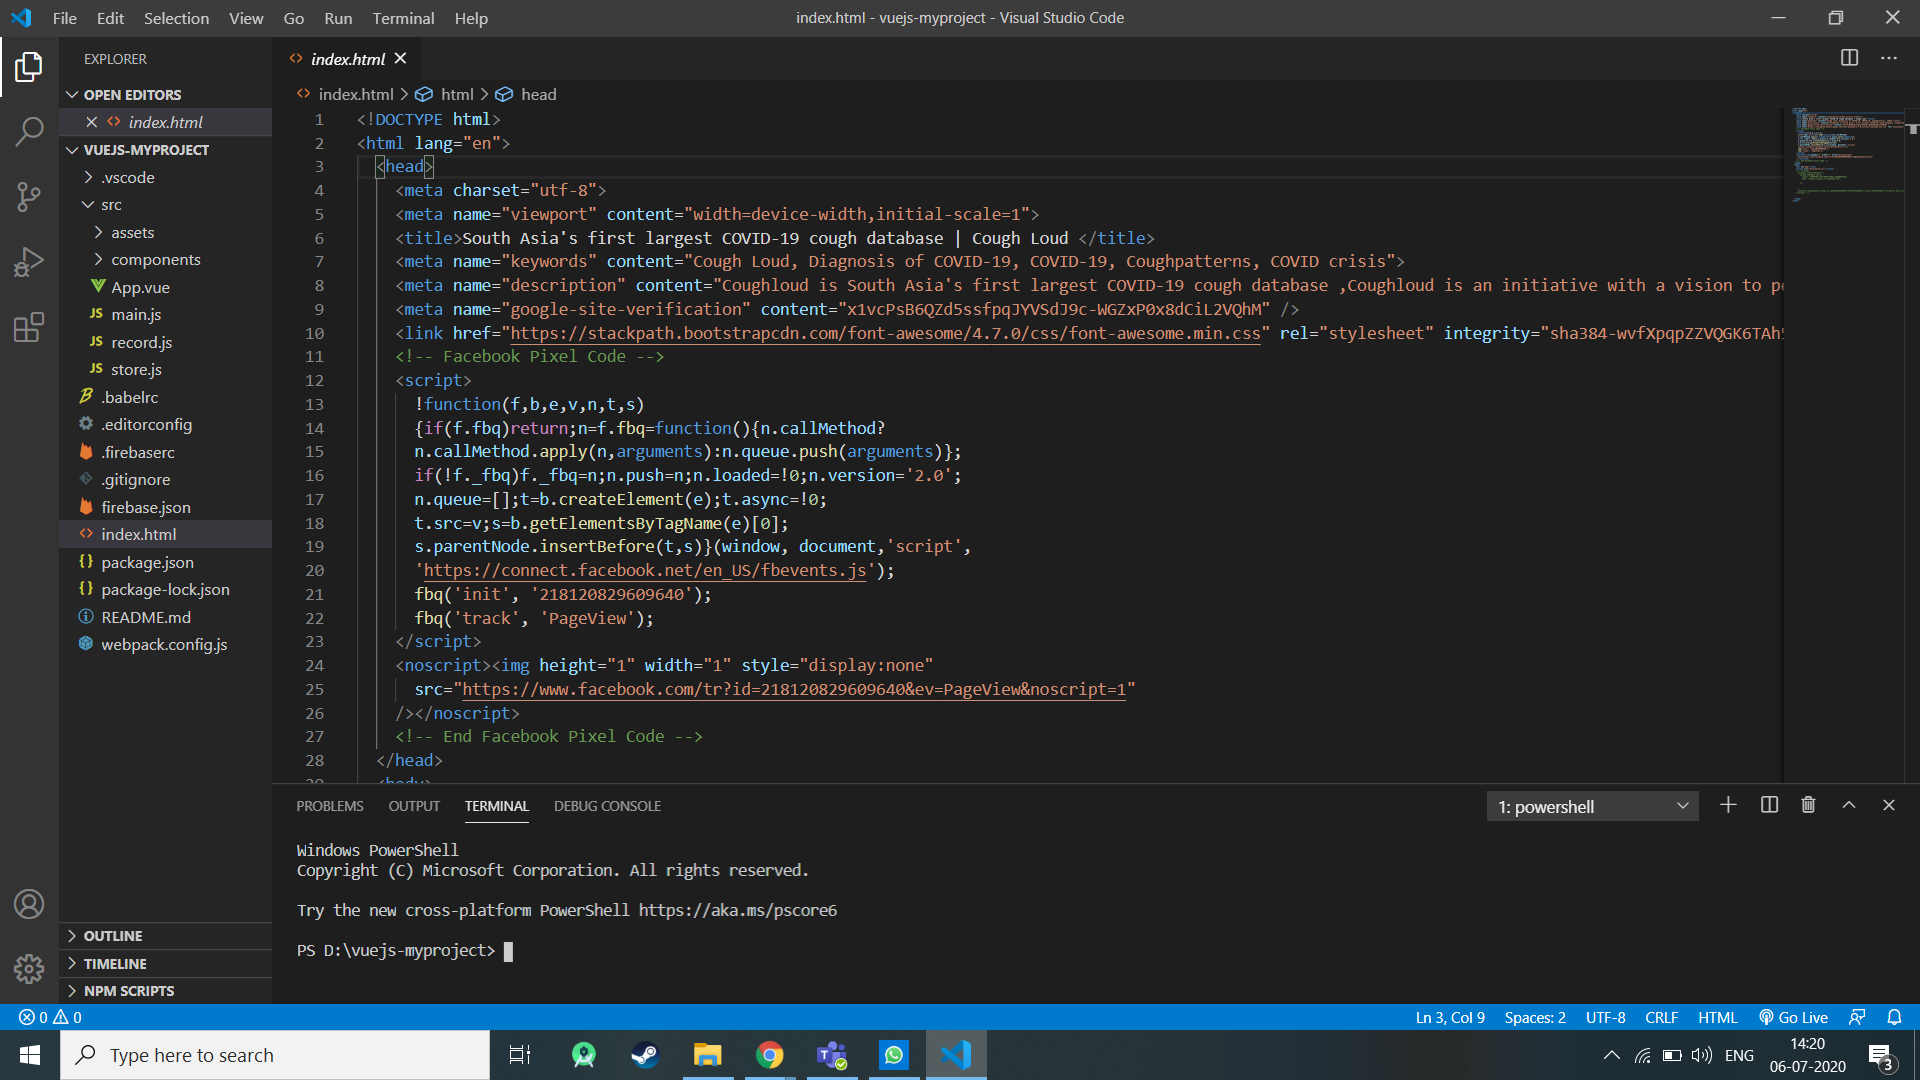 File Edit Selection View Go Run Terminal Help
index.html - vuejs-myproject - Visual Studio Code
EXPLORER
OPEN EDITORS
index.html
VUEJS-MYPROJECT
.vscode
src
assets
components
App.vue
JS main.js
JS record.js
JS store.js
.babelrc
.editorconfig
.firebaserc
.gitignore
firebase.json
index.html
package.json
package-lock.json
README.md
webpack.config.js
OUTLINE
TIMELINE
NPM SCRIPTS
index.html
index.html > html > head
1 <!DOCTYPE html>
2 <html lang="en">
3 <head>
4 <meta charset="utf-8">
5 <meta name="viewport" content="width=device-width,initial-scale=1">
6 <title>South Asia's first largest COVID-19 cough database | Cough Loud </title>
7 <meta name="keywords" content="Cough Loud, Diagnosis of COVID-19, COVID-19, Coughpatterns, COVID crisis">
8 <meta name="description" content="Coughloud is South Asia's first largest COVID-19 cough database ,Coughloud is an initiative with a vision to
9 <meta name="google-site-verification" content="x1vcPsB6QZd5ssfpqJYVSdJ9c-WGZxP0x8dCiL2VQhM" />
10 <link href="https://stackpath.bootstrapcdn.com/font-awesome/4.7.0/css/font-awesome.min.css" rel="stylesheet" integrity="sha384-wvfXpqpZZVQGK6TAh
11 <!-- Facebook Pixel Code -->
12 <script>
13 !function(f,b,e,v,n,t,s)
14 {if(f.fbq)return;n=f.fbq=function(){n.callMethod?
15 n.callMethod.apply(n,arguments):n.queue.push(arguments)};
16 if(!f._fbq)f._fbq=n;n.push=n;n.loaded=!0;n.version='2.0';
17 n.queue=[];t=b.createElement(e);t.async=!0;
18 t.src=v;s=b.getElementsByTagName(e)[0];
19 s.parentNode.insertBefore(t,s)}(window, document,'script',
20 'https://connect.facebook.net/en_US/fbevents.js');
21 fbq('init', '218120829609640');
22 fbq('track', 'PageView');
23 </script>
24 <noscript><img height="1" width="1" style="display:none"
25 src="https://www.facebook.com/tr?id=218120829609640&ev=PageView&noscript=1"
26 /></noscript>
27 <!-- End Facebook Pixel Code -->
28 </head>
29 <body>
PROBLEMS OUTPUT TERMINAL DEBUG CONSOLE
1: powershell
Windows PowerShell
Copyright (C) Microsoft Corporation. All rights reserved.
Try the new cross-platform PowerShell https://aka.ms/pscore6
PS D:\vuejs-myproject>
0 0
Ln 3, Col 9 Spaces: 2 UTF-8 CRLF HTML Go Live
Type here to search
ENG
14:20
06-07-2020
3